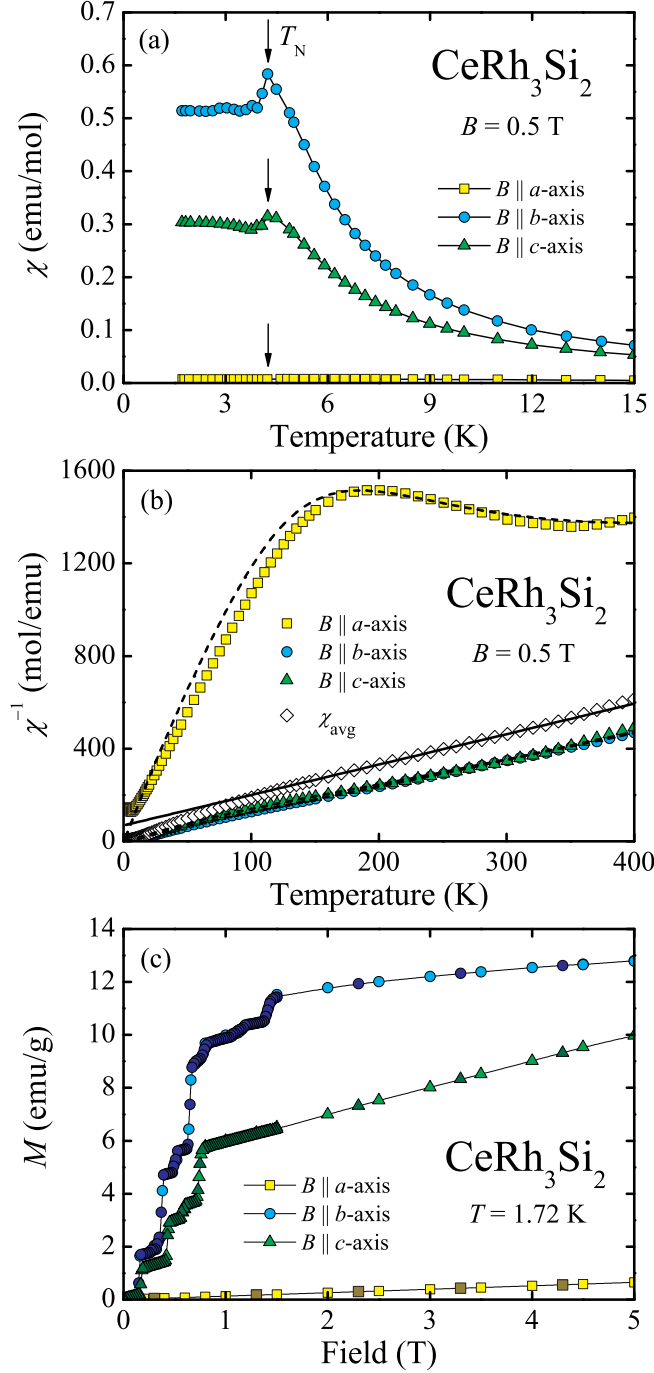 (a)
T_N
CeRh₃Si₂
B = 0.5 T
B || a-axis
B || b-axis
B || c-axis
χ (emu/mol)
0.7
0.6
0.5
0.4
0.3
0.2
0.1
0.0
0 3 6 9 12 15
Temperature (K)
(b)
CeRh₃Si₂
B = 0.5 T
B || a-axis
B || b-axis
B || c-axis
χ_avg
χ⁻¹ (mol/emu)
1600
1200
800
400
0
0 100 200 300 400
Temperature (K)
(c)
CeRh₃Si₂
T = 1.72 K
B || a-axis
B || b-axis
B || c-axis
M (emu/g)
14
12
10
8
6
4
2
0
0 1 2 3 4 5
Field (T)